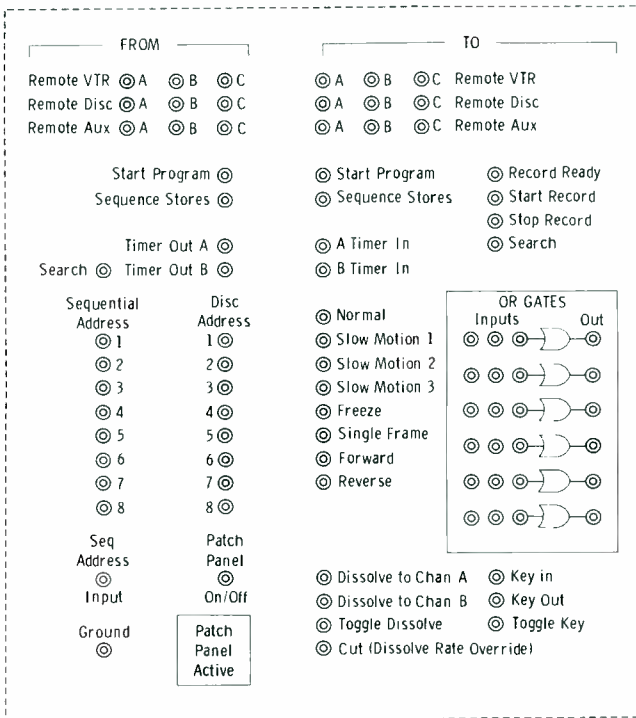 FROM
Remote VTR A B C
Remote Disc A B C
Remote Aux A B C
Start Program
Sequence Stores
Timer Out A
Search Timer Out B
Sequential Address
Disc Address
1 1
2 2
3 3
4 4
5 5
6 6
7 7
8 8
Seq Address Input
Patch Panel On/Off
Ground
Patch
Panel
Active
TO
A B C Remote VTR
A B C Remote Disc
A B C Remote Aux
Start Program
Sequence Stores
A Timer In
B Timer In
Record Ready
Start Record
Stop Record
Search
Normal
Slow Motion 1
Slow Motion 2
Slow Motion 3
Freeze
Single Frame
Forward
Reverse
OR GATES
Inputs Out
Dissolve to Chan A
Dissolve to Chan B
Toggle Dissolve
Cut (Dissolve Rate Override)
Key in
Key Out
Toggle Key